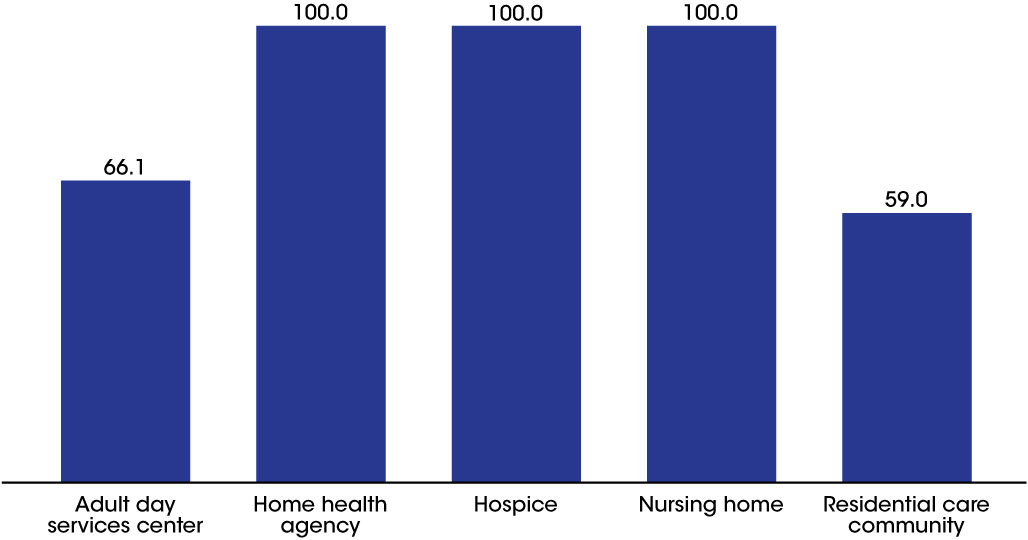 100.0
100.0
100.0
66.1
59.0
Adult day
services center
Home health
agency
Hospice
Nursing home
Residential care
community